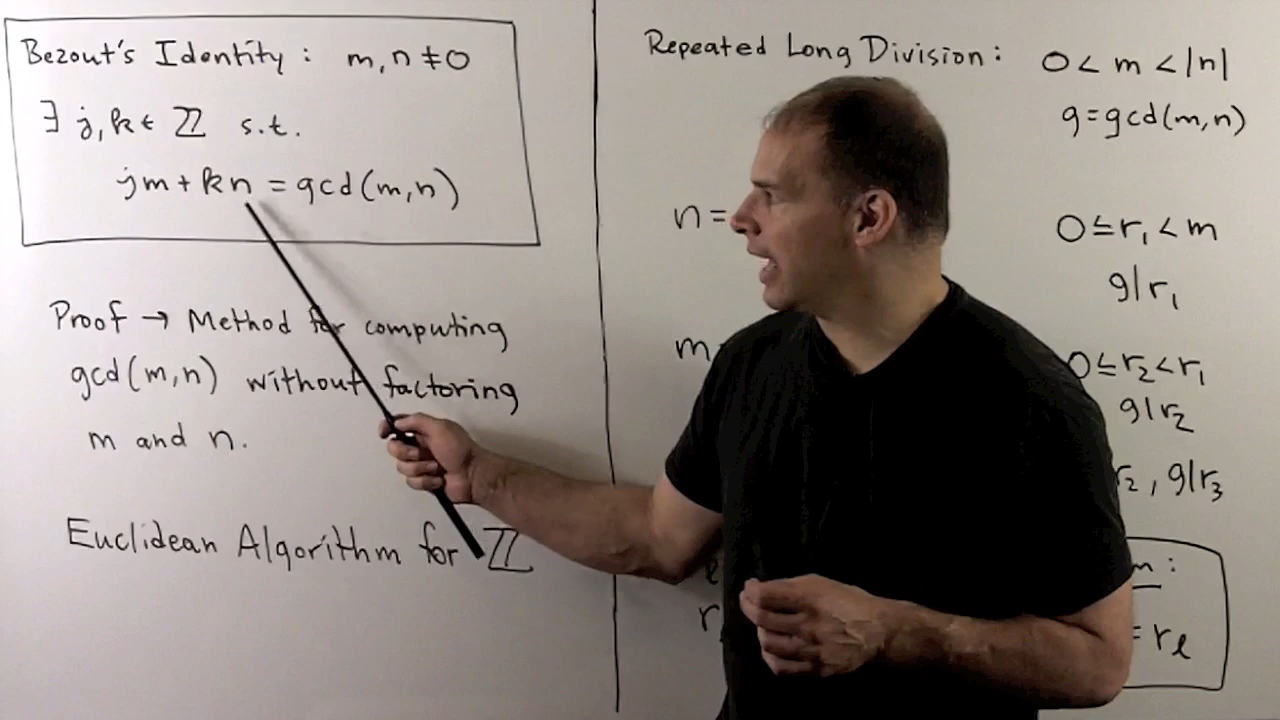 Bezout's Identity: m, n ≠ 0
∃ j, k ∈ ℤ s.t.
jm + kn = gcd(m, n)
Proof → Method for computing
gcd(m, n) without factoring
m and n.
Euclidean Algorithm for ℤ
Repeated Long Division: 0 < m < |n|
g = gcd(m, n)
n =
0 ≤ r₁ < m
g | r₁
m
0 ≤ r₂ < r₁
g | r₂
r₂, g | r₃
m:
r
= rℓ